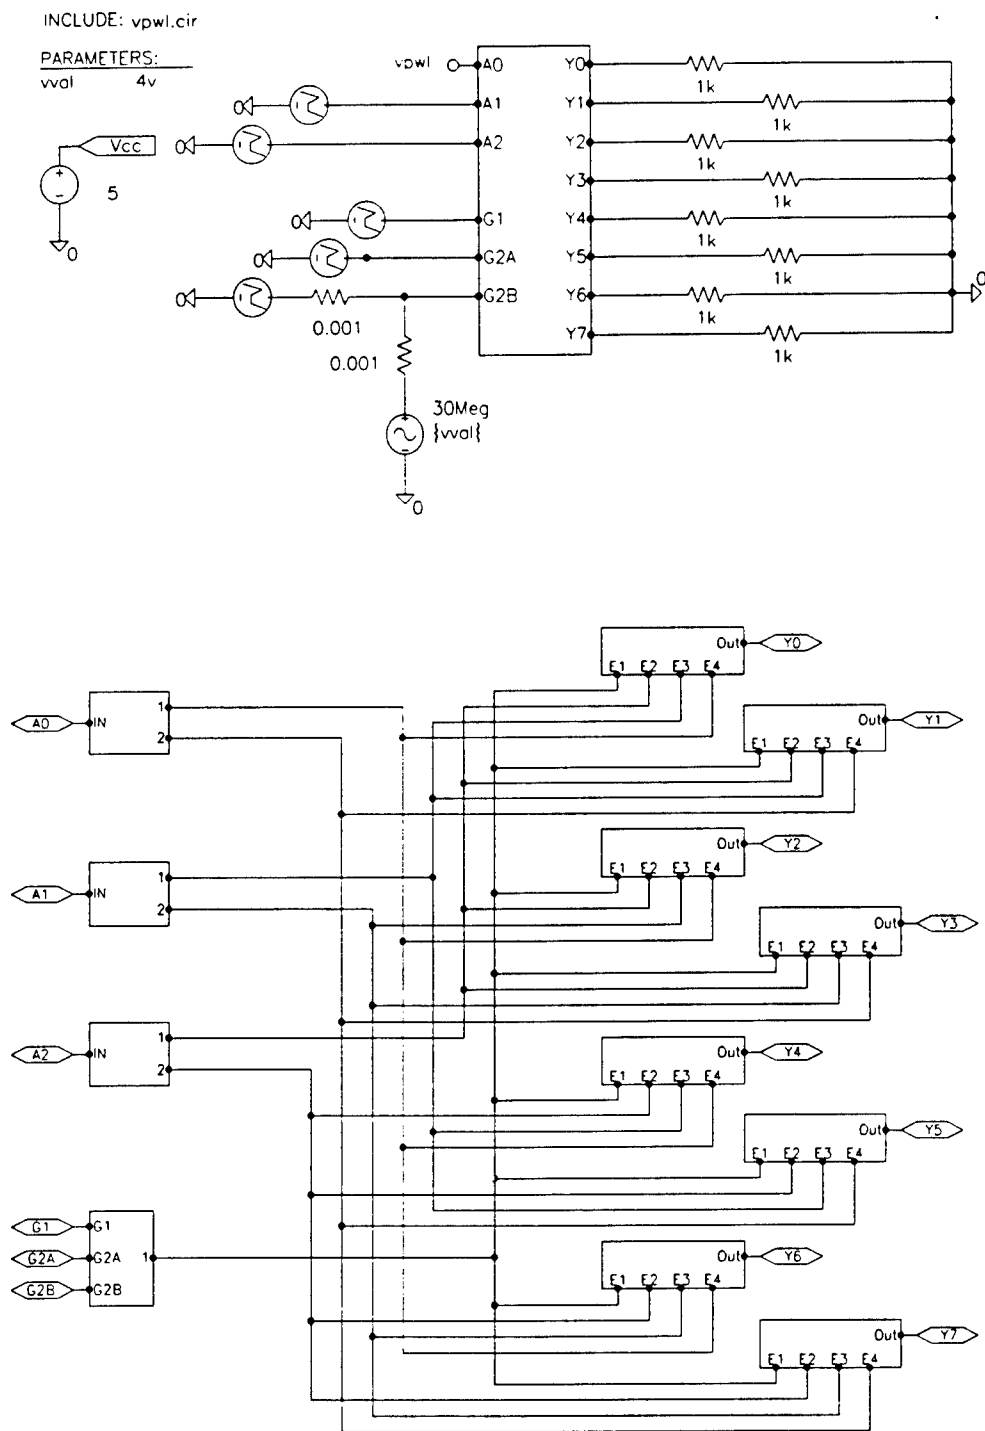 INCLUDE: vpwl.cir
PARAMETERS:
vval 4v
Vcc
5
0
vpwl
A0
A1
A2
G1
G2A
G2B
Y0
Y1
Y2
Y3
Y4
Y5
Y6
Y7
1k
1k
1k
1k
1k
1k
1k
1k
0
0
0
0
0
0
0.001
0.001
30Meg
{vval}
0
A0 IN 1 2
A1 IN 1 2
A2 IN 1 2
G1 G1
G2A G2A 1
G2B G2B
E1 E2 E3 E4 Out Y0
E1 E2 E3 E4 Out Y1
E1 E2 E3 E4 Out Y2
E1 E2 E3 E4 Out Y3
E1 E2 E3 E4 Out Y4
E1 E2 E3 E4 Out Y5
E1 E2 E3 E4 Out Y6
E1 E2 E3 E4 Out Y7